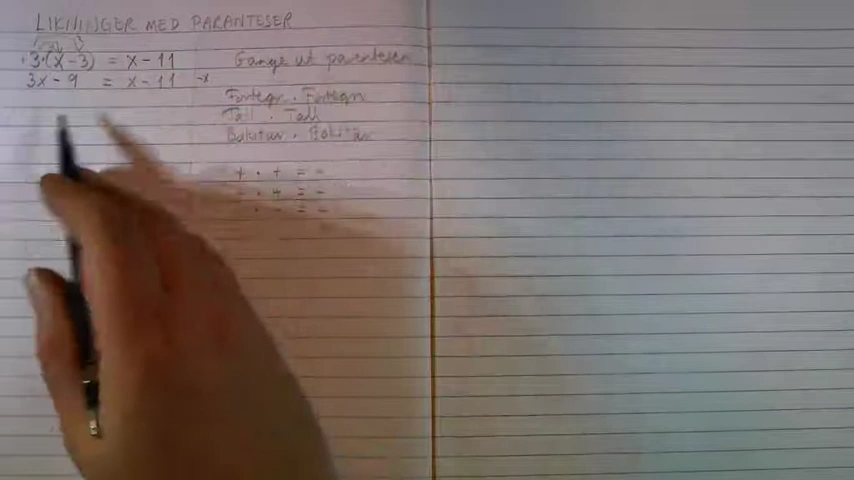 LIKNINGER MED PARANTESER
3·(x-3) = x-11 Gange ut parentesen
3x-9 = x-11 -x
Fortegn · Fortegn
Tall · Tall
Bokstav · Bokstav
+ · + = -
· + = -
· - = -